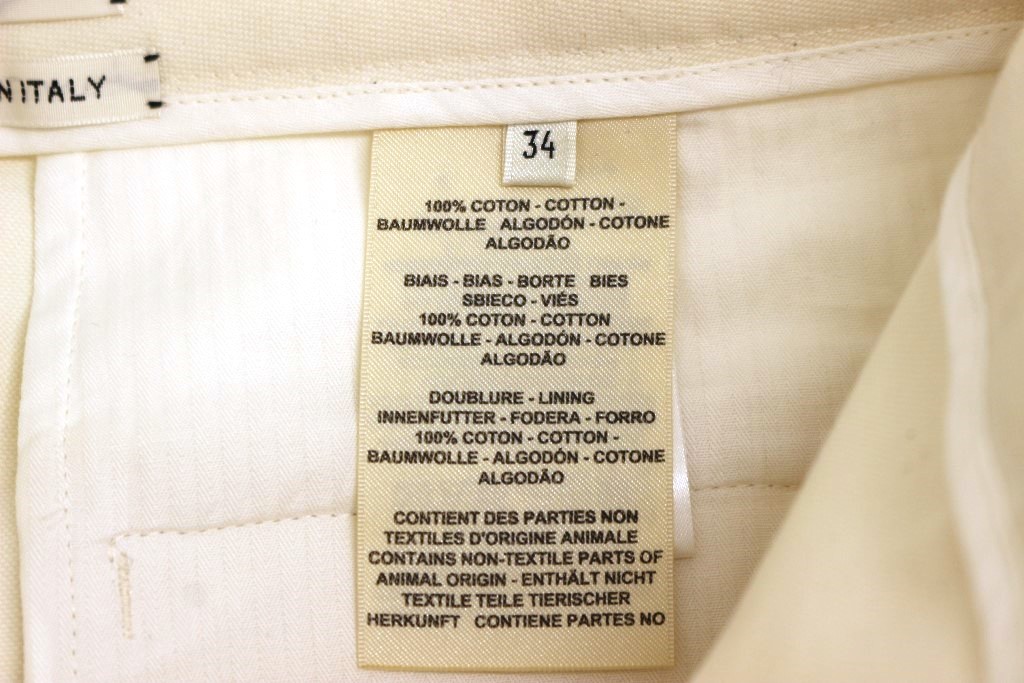 N ITALY
34
100% COTON - COTTON -
BAUMWOLLE ALGODÓN - COTONE
ALGODÃO
BIAIS - BIAS - BORTE BIES
SBIECO - VIÉS
100% COTON - COTTON
BAUMWOLLE - ALGODÓN - COTONE
ALGODÃO
DOUBLURE - LINING
INNENFUTTER - FODERA - FORRO
100% COTON - COTTON -
BAUMWOLLE - ALGODÓN - COTONE
ALGODÃO
CONTIENT DES PARTIES NON
TEXTILES D'ORIGINE ANIMALE
CONTAINS NON-TEXTILE PARTS OF
ANIMAL ORIGIN - ENTHÄLT NICHT
TEXTILE TEILE TIERISCHER
HERKUNFT CONTIENE PARTES NO